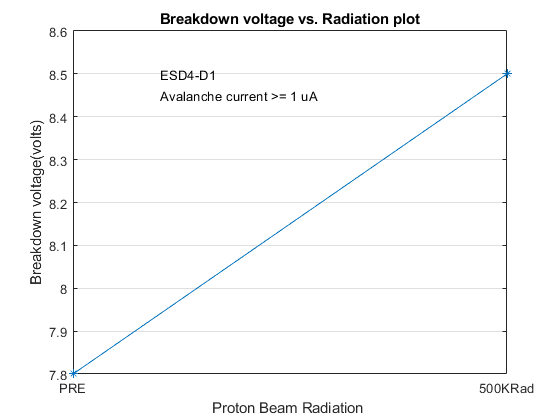 Breakdown voltage vs. Radiation plot
8.6
8.5
8.4
8.3
8.2
8.1
8
7.9
7.8
Breakdown voltage(volts)
ESD4-D1
Avalanche current >= 1 uA
PRE
500KRad
Proton Beam Radiation